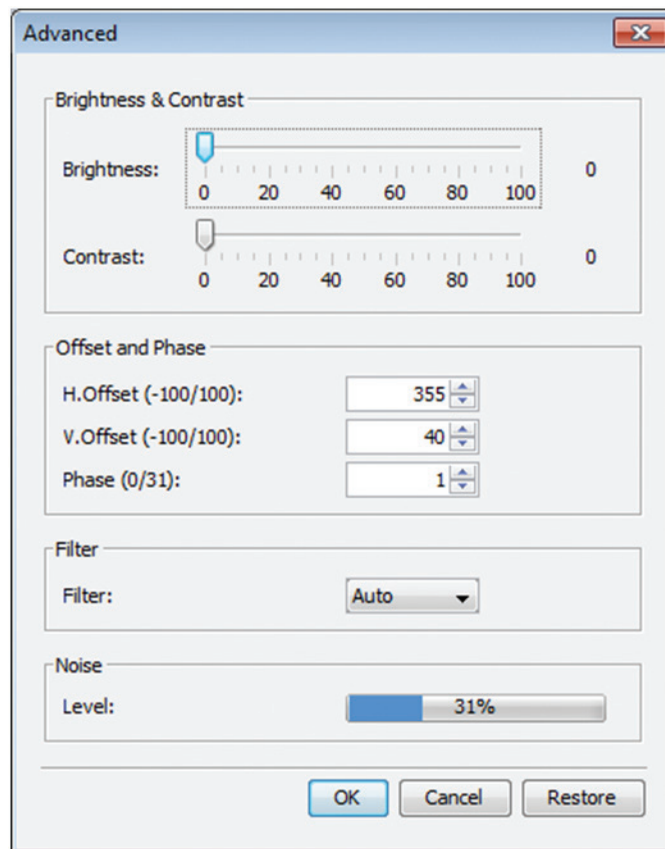 Advanced
Brightness & Contrast
Brightness:
0
0 20 40 60 80 100
Contrast:
0
0 20 40 60 80 100
Offset and Phase
H.Offset (-100/100): 355
V.Offset (-100/100): 40
Phase (0/31): 1
Filter
Filter: Auto
Noise
Level: 31%
OK Cancel Restore